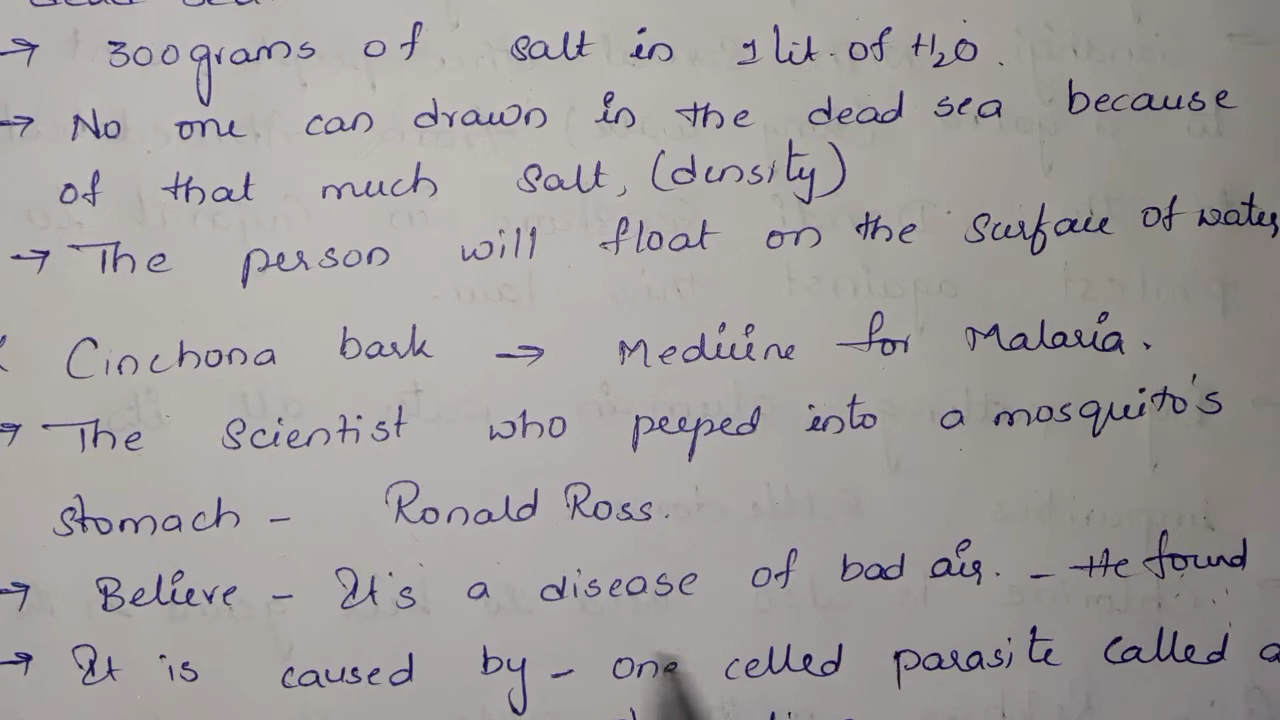 → 300grams of salt in 1 lit. of H₂O.
→ No one can drawn in the dead sea because
of that much salt, (density)
→ The person will float on the surface of water
Cinchona bark → Medicine for Malaria.
→ The scientist who peeped into a mosquito's
stomach - Ronald Ross.
→ Believe - It's a disease of bad air. - He found
→ It is caused by - one celled parasite called a